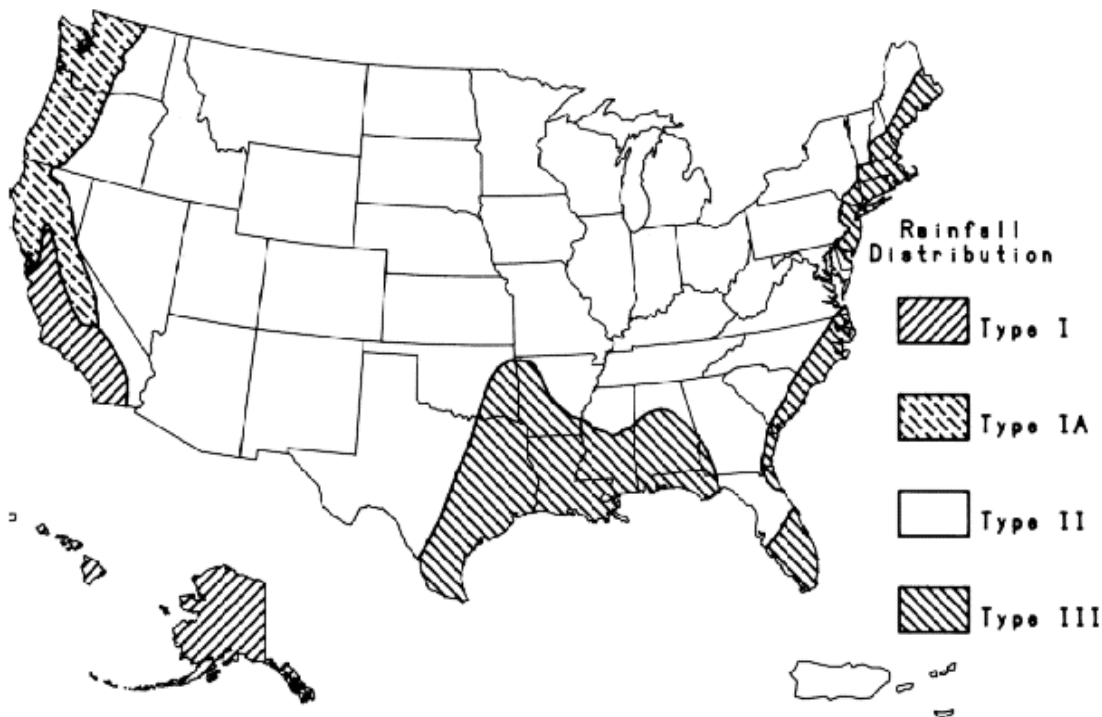 Rainfall
Distribution
Type I
Type IA
Type II
Type III